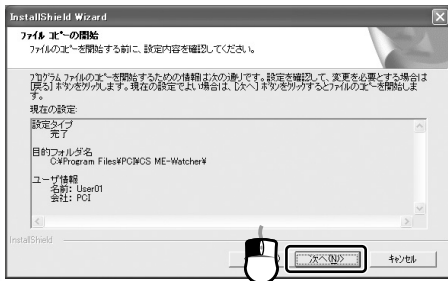 InstallShield Wizard
ファイル コピーの開始
ファイルのコピーを開始する前に、設定内容を確認してください。
プログラム ファイルのコピーを開始するための情報は次の通りです。設定を確認して、変更を必要とする場合は
[戻る] ボタンをクリックします。現在の設定でよい場合は、[次へ] ボタンをクリックするとファイルのコピーを開始しま
す。
現在の設定:
設定タイプ
完了
目的フォルダ名
C:¥Program Files¥PCI¥CS ME-Watcher¥
ユーザ情報
名前: User01
会社: PCI
InstallShield
次へ(N)>
キャンセル